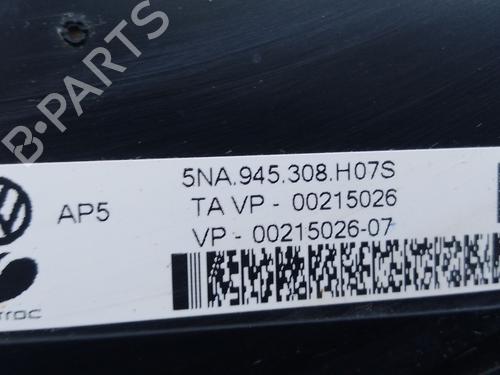 B-PARTS
5NA.945.308.H07S
AP5
TA VP - 00215026
VP - 00215026-07